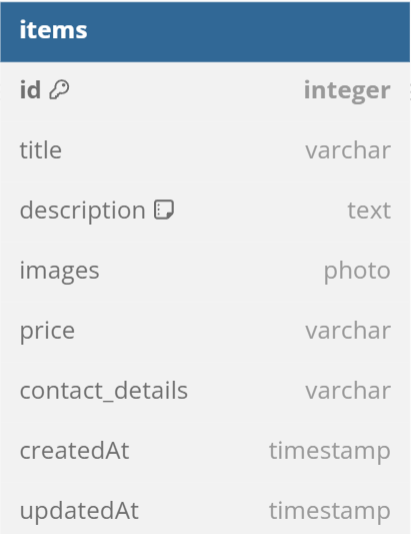 items
id integer
title varchar
description text
images photo
price varchar
contact_details varchar
createdAt timestamp
updatedAt timestamp